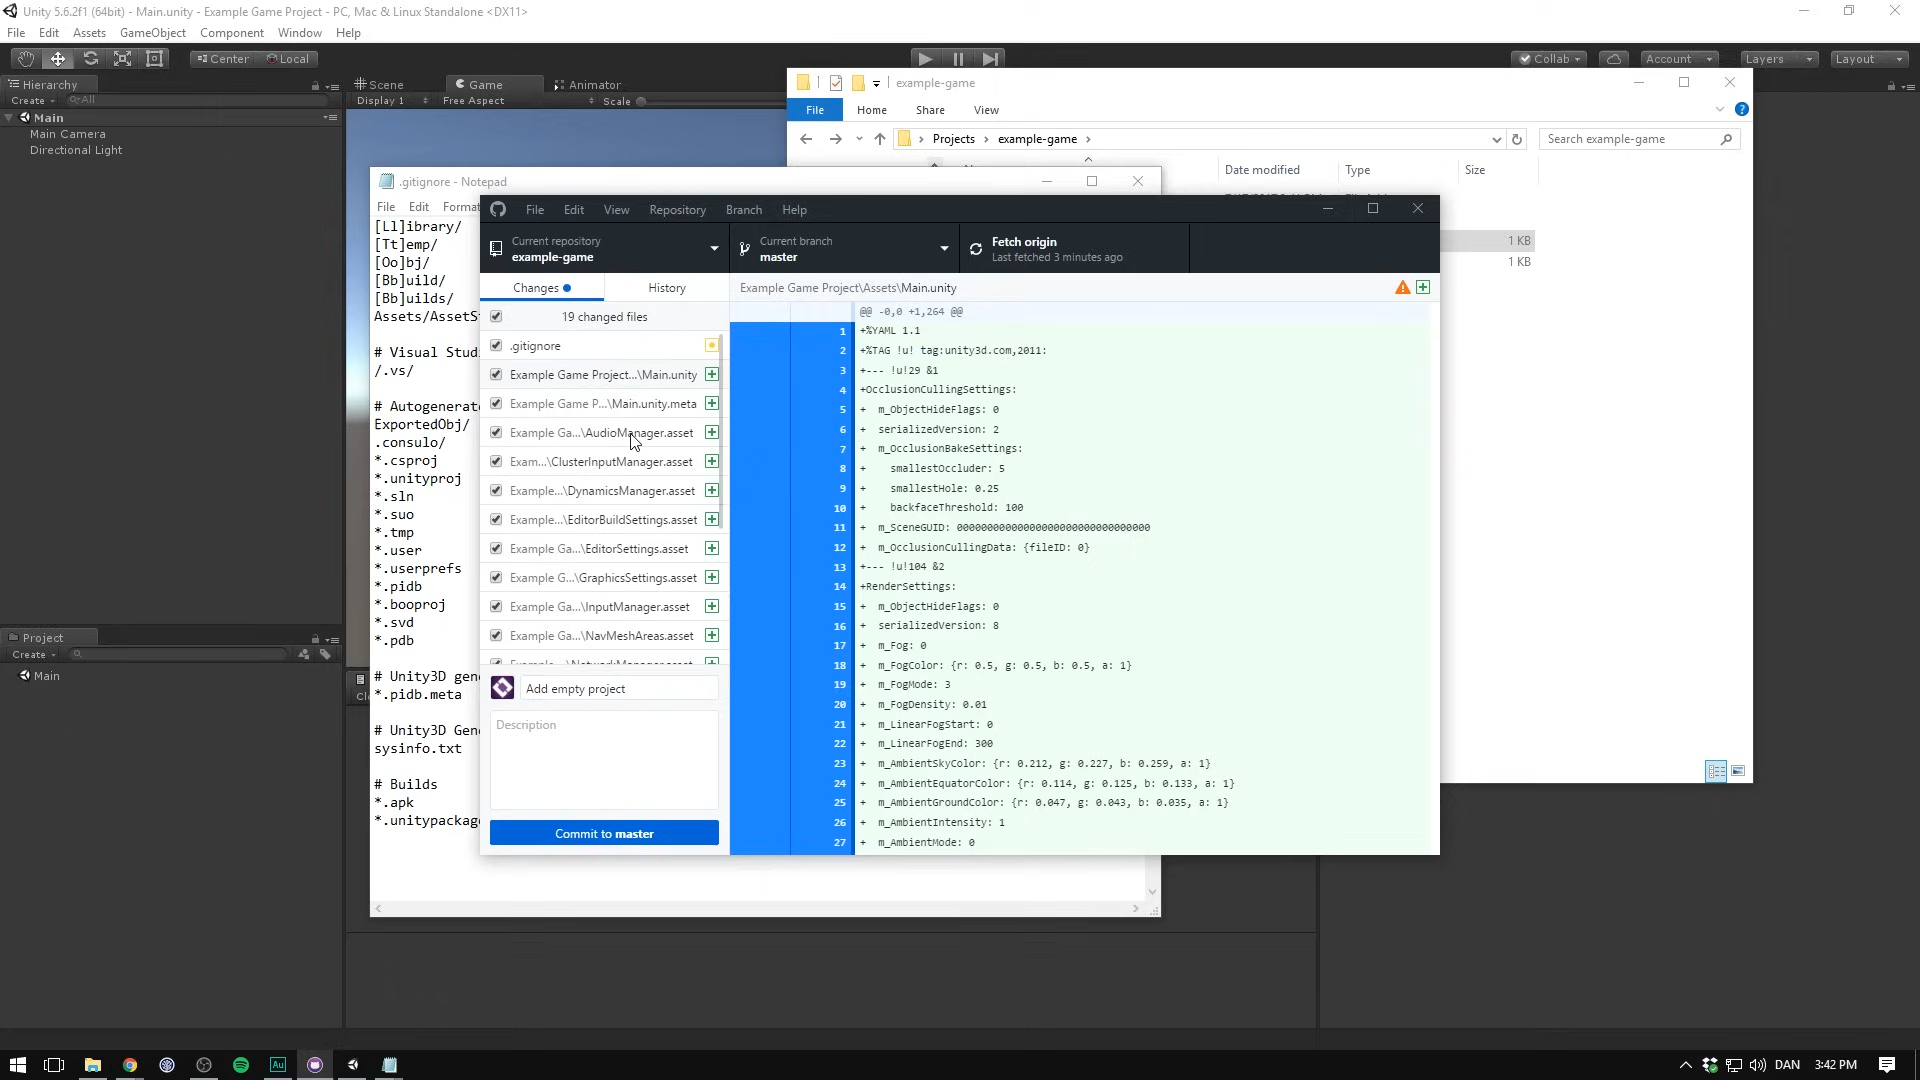 Unity 5.6.2f1 (64bit) - Main.unity - Example Game Project - PC, Mac & Linux Standalone <DX11>
File Edit Assets GameObject Component Window Help
Center Local
Collab Account Layers Layout
Hierarchy
Create All
Main
Main Camera
Directional Light
Scene Game Animator
Display 1 Free Aspect Scale
example-game
File Home Share View
Projects example-game
Search example-game
Date modified Type Size
1 KB
1 KB
.gitignore - Notepad
File Edit Format
[Ll]ibrary/
[Tt]emp/
[Oo]bj/
[Bb]uild/
[Bb]uilds/
Assets/AssetS
# Visual Studi
/.vs/
# Autogenerate
ExportedObj/
.consulo/
*.csproj
*.unityproj
*.sln
*.suo
*.tmp
*.user
*.userprefs
*.pidb
*.booproj
*.svd
*.pdb
# Unity3D gene
*.pidb.meta
# Unity3D Gene
sysinfo.txt
# Builds
*.apk
*.unitypackage
File Edit View Repository Branch Help
Current repository
example-game
Current branch
master
Fetch origin
Last fetched 3 minutes ago
Changes History
Example Game Project\Assets\Main.unity
19 changed files
.gitignore
Example Game Project...\Main.unity
Example Game P...\Main.unity.meta
Example Ga...\AudioManager.asset
Exam...\ClusterInputManager.asset
Example...\DynamicsManager.asset
Example...\EditorBuildSettings.asset
Example Ga...\EditorSettings.asset
Example G...\GraphicsSettings.asset
Example Ga...\InputManager.asset
Example Ga...\NavMeshAreas.asset
Example...\NetworkManager.asset
Add empty project
Description
Commit to master
@@ -0,0 +1,264 @@
1 +%YAML 1.1
2 +%TAG !u! tag:unity3d.com,2011:
3 +--- !u!29 &1
4 +OcclusionCullingSettings:
5 + m_ObjectHideFlags: 0
6 + serializedVersion: 2
7 + m_OcclusionBakeSettings:
8 + smallestOccluder: 5
9 + smallestHole: 0.25
10 + backfaceThreshold: 100
11 + m_SceneGUID: 00000000000000000000000000000000
12 + m_OcclusionCullingData: {fileID: 0}
13 +--- !u!104 &2
14 +RenderSettings:
15 + m_ObjectHideFlags: 0
16 + serializedVersion: 8
17 + m_Fog: 0
18 + m_FogColor: {r: 0.5, g: 0.5, b: 0.5, a: 1}
19 + m_FogMode: 3
20 + m_FogDensity: 0.01
21 + m_LinearFogStart: 0
22 + m_LinearFogEnd: 300
23 + m_AmbientSkyColor: {r: 0.212, g: 0.227, b: 0.259, a: 1}
24 + m_AmbientEquatorColor: {r: 0.114, g: 0.125, b: 0.133, a: 1}
25 + m_AmbientGroundColor: {r: 0.047, g: 0.043, b: 0.035, a: 1}
26 + m_AmbientIntensity: 1
27 + m_AmbientMode: 0
Project
Create
Main
Au
DAN 3:42 PM